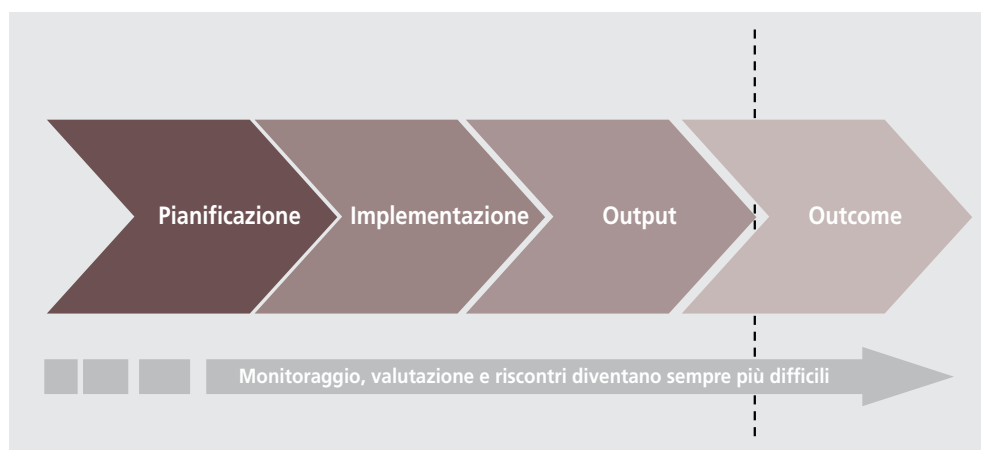 Pianificazione
Implementazione
Output
Outcome
Monitoraggio, valutazione e riscontri diventano sempre più difficili